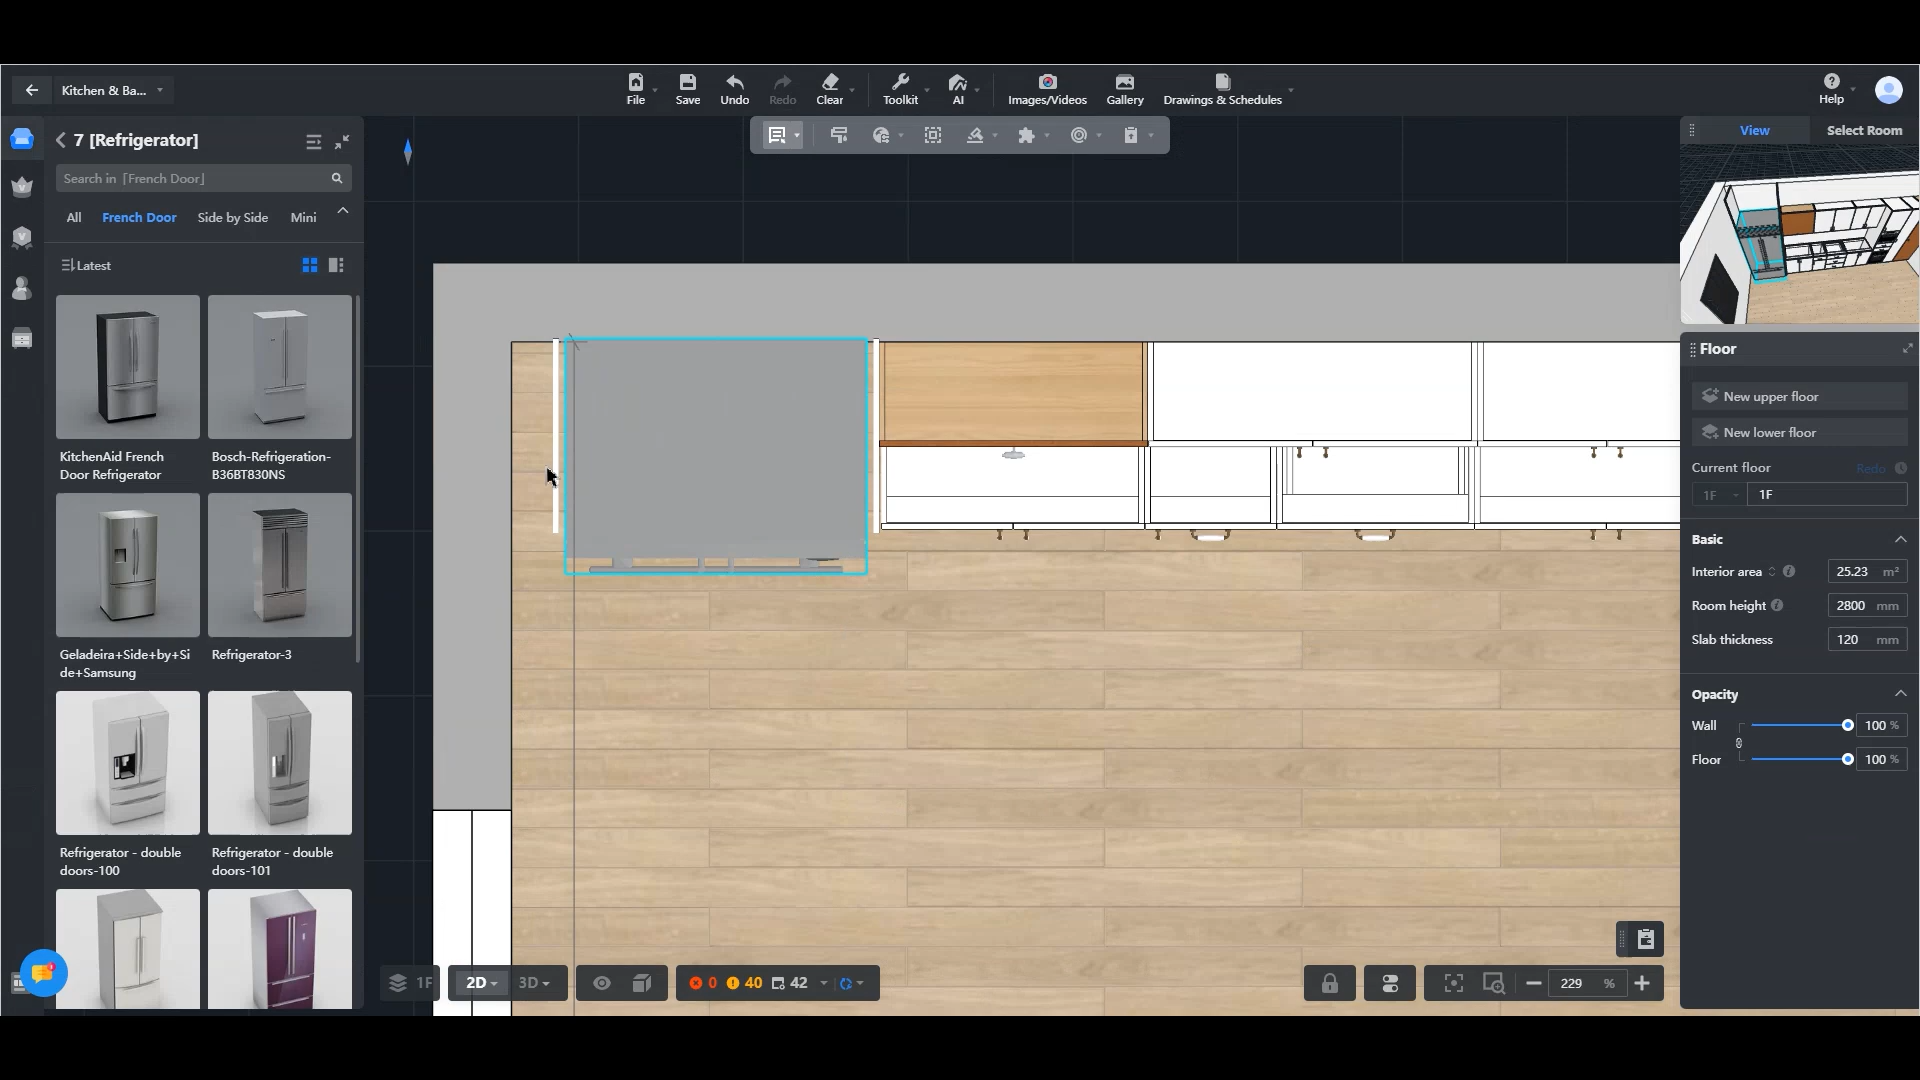 Kitchen & Ba...
File
Save
Undo
Redo
Clear
Toolkit
AI
Images/Videos
Gallery
Drawings & Schedules
Help
7 [Refrigerator]
Search in [French Door]
All
French Door
Side by Side
Mini
Latest
KitchenAid French
Door Refrigerator
Bosch-Refrigeration-
B36BT830NS
Geladeira+Side+by+Si
de+Samsung
Refrigerator-3
Refrigerator - double
doors-100
Refrigerator - double
doors-101
View
Select Room
Floor
New upper floor
New lower floor
Current floor
Redo
1F
1F
Basic
Interior area
25.23 m²
Room height
2800 mm
Slab thickness
120 mm
Opacity
Wall
100 %
Floor
100 %
1F
2D
3D
0
40
42
229 %